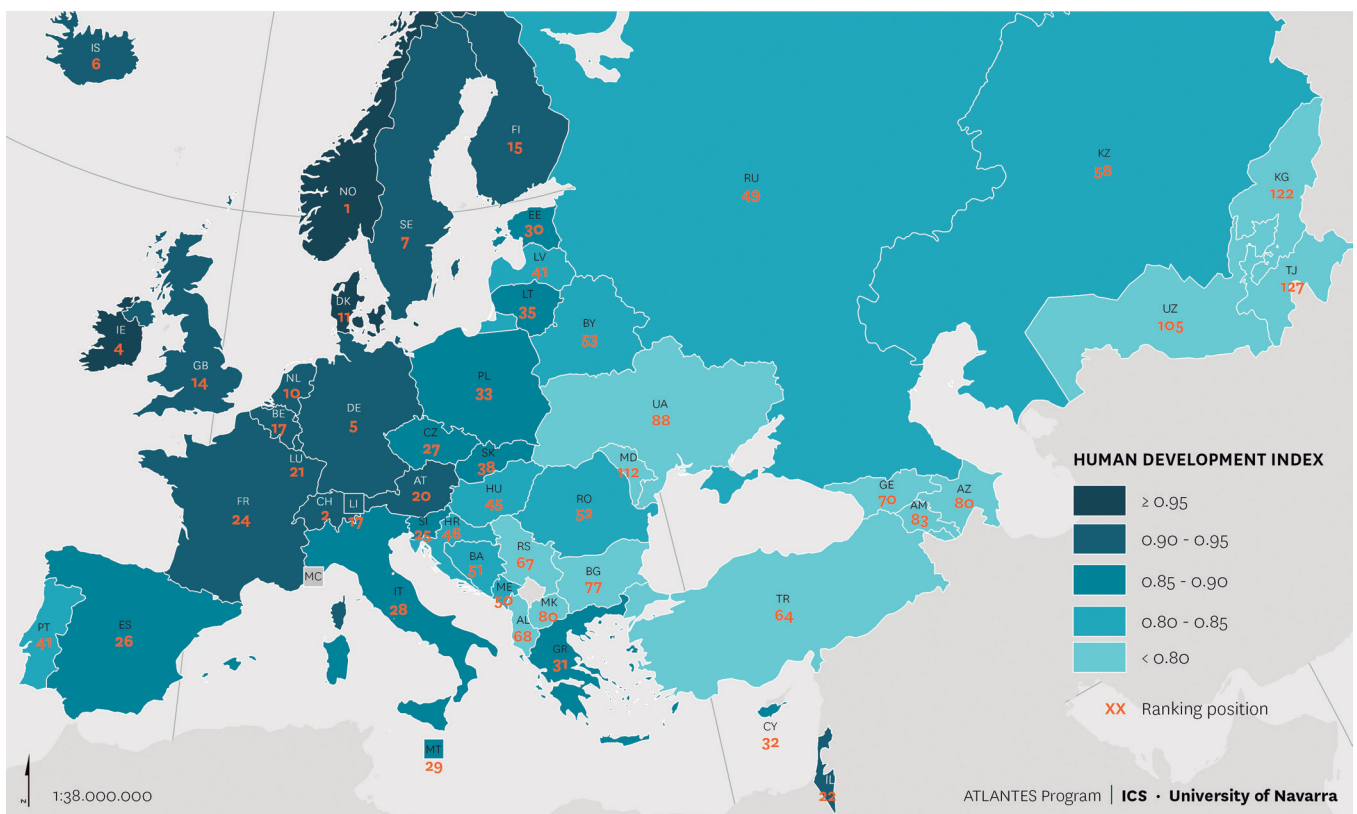 IS
6
FI
15
NO
1
SE
7
RU
49
KZ
58
KG
122
EE
30
LV
41
TJ
127
DK
11
LT
35
UZ
105
IE
4
BY
53
GB
14
NL
10
PL
33
BE
17
DE
5
UA
88
CZ
27
LU
21
SK
38
MD
112
AT
20
HU
45
RO
52
GE
70
AZ
80
AM
83
FR
24
CH
2
LI
17
SI
25
HR
46
BA
51
RS
67
BG
77
MC
ME
50
MK
80
TR
64
IT
28
AL
68
PT
41
ES
26
GR
31
CY
32
MT
29
IL
22
HUMAN DEVELOPMENT INDEX
≥ 0.95
0.90 - 0.95
0.85 - 0.90
0.80 - 0.85
< 0.80
XX Ranking position
N
1:38.000.000
ATLANTES Program | ICS · University of Navarra